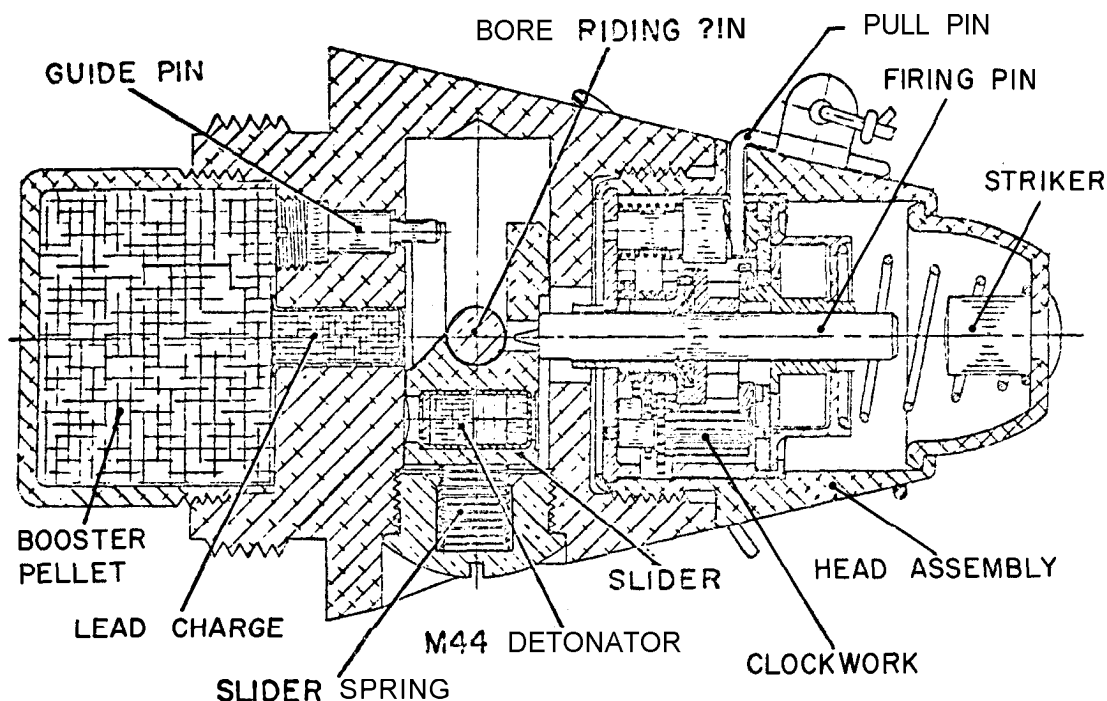 BORE RIDING ?!N
PULL PIN
GUIDE PIN
FIRING PIN
STRIKER
BOOSTER
PELLET
SLIDER
HEAD ASSEMBLY
LEAD CHARGE
M44 DETONATOR
CLOCKWORK
SLIDER SPRING